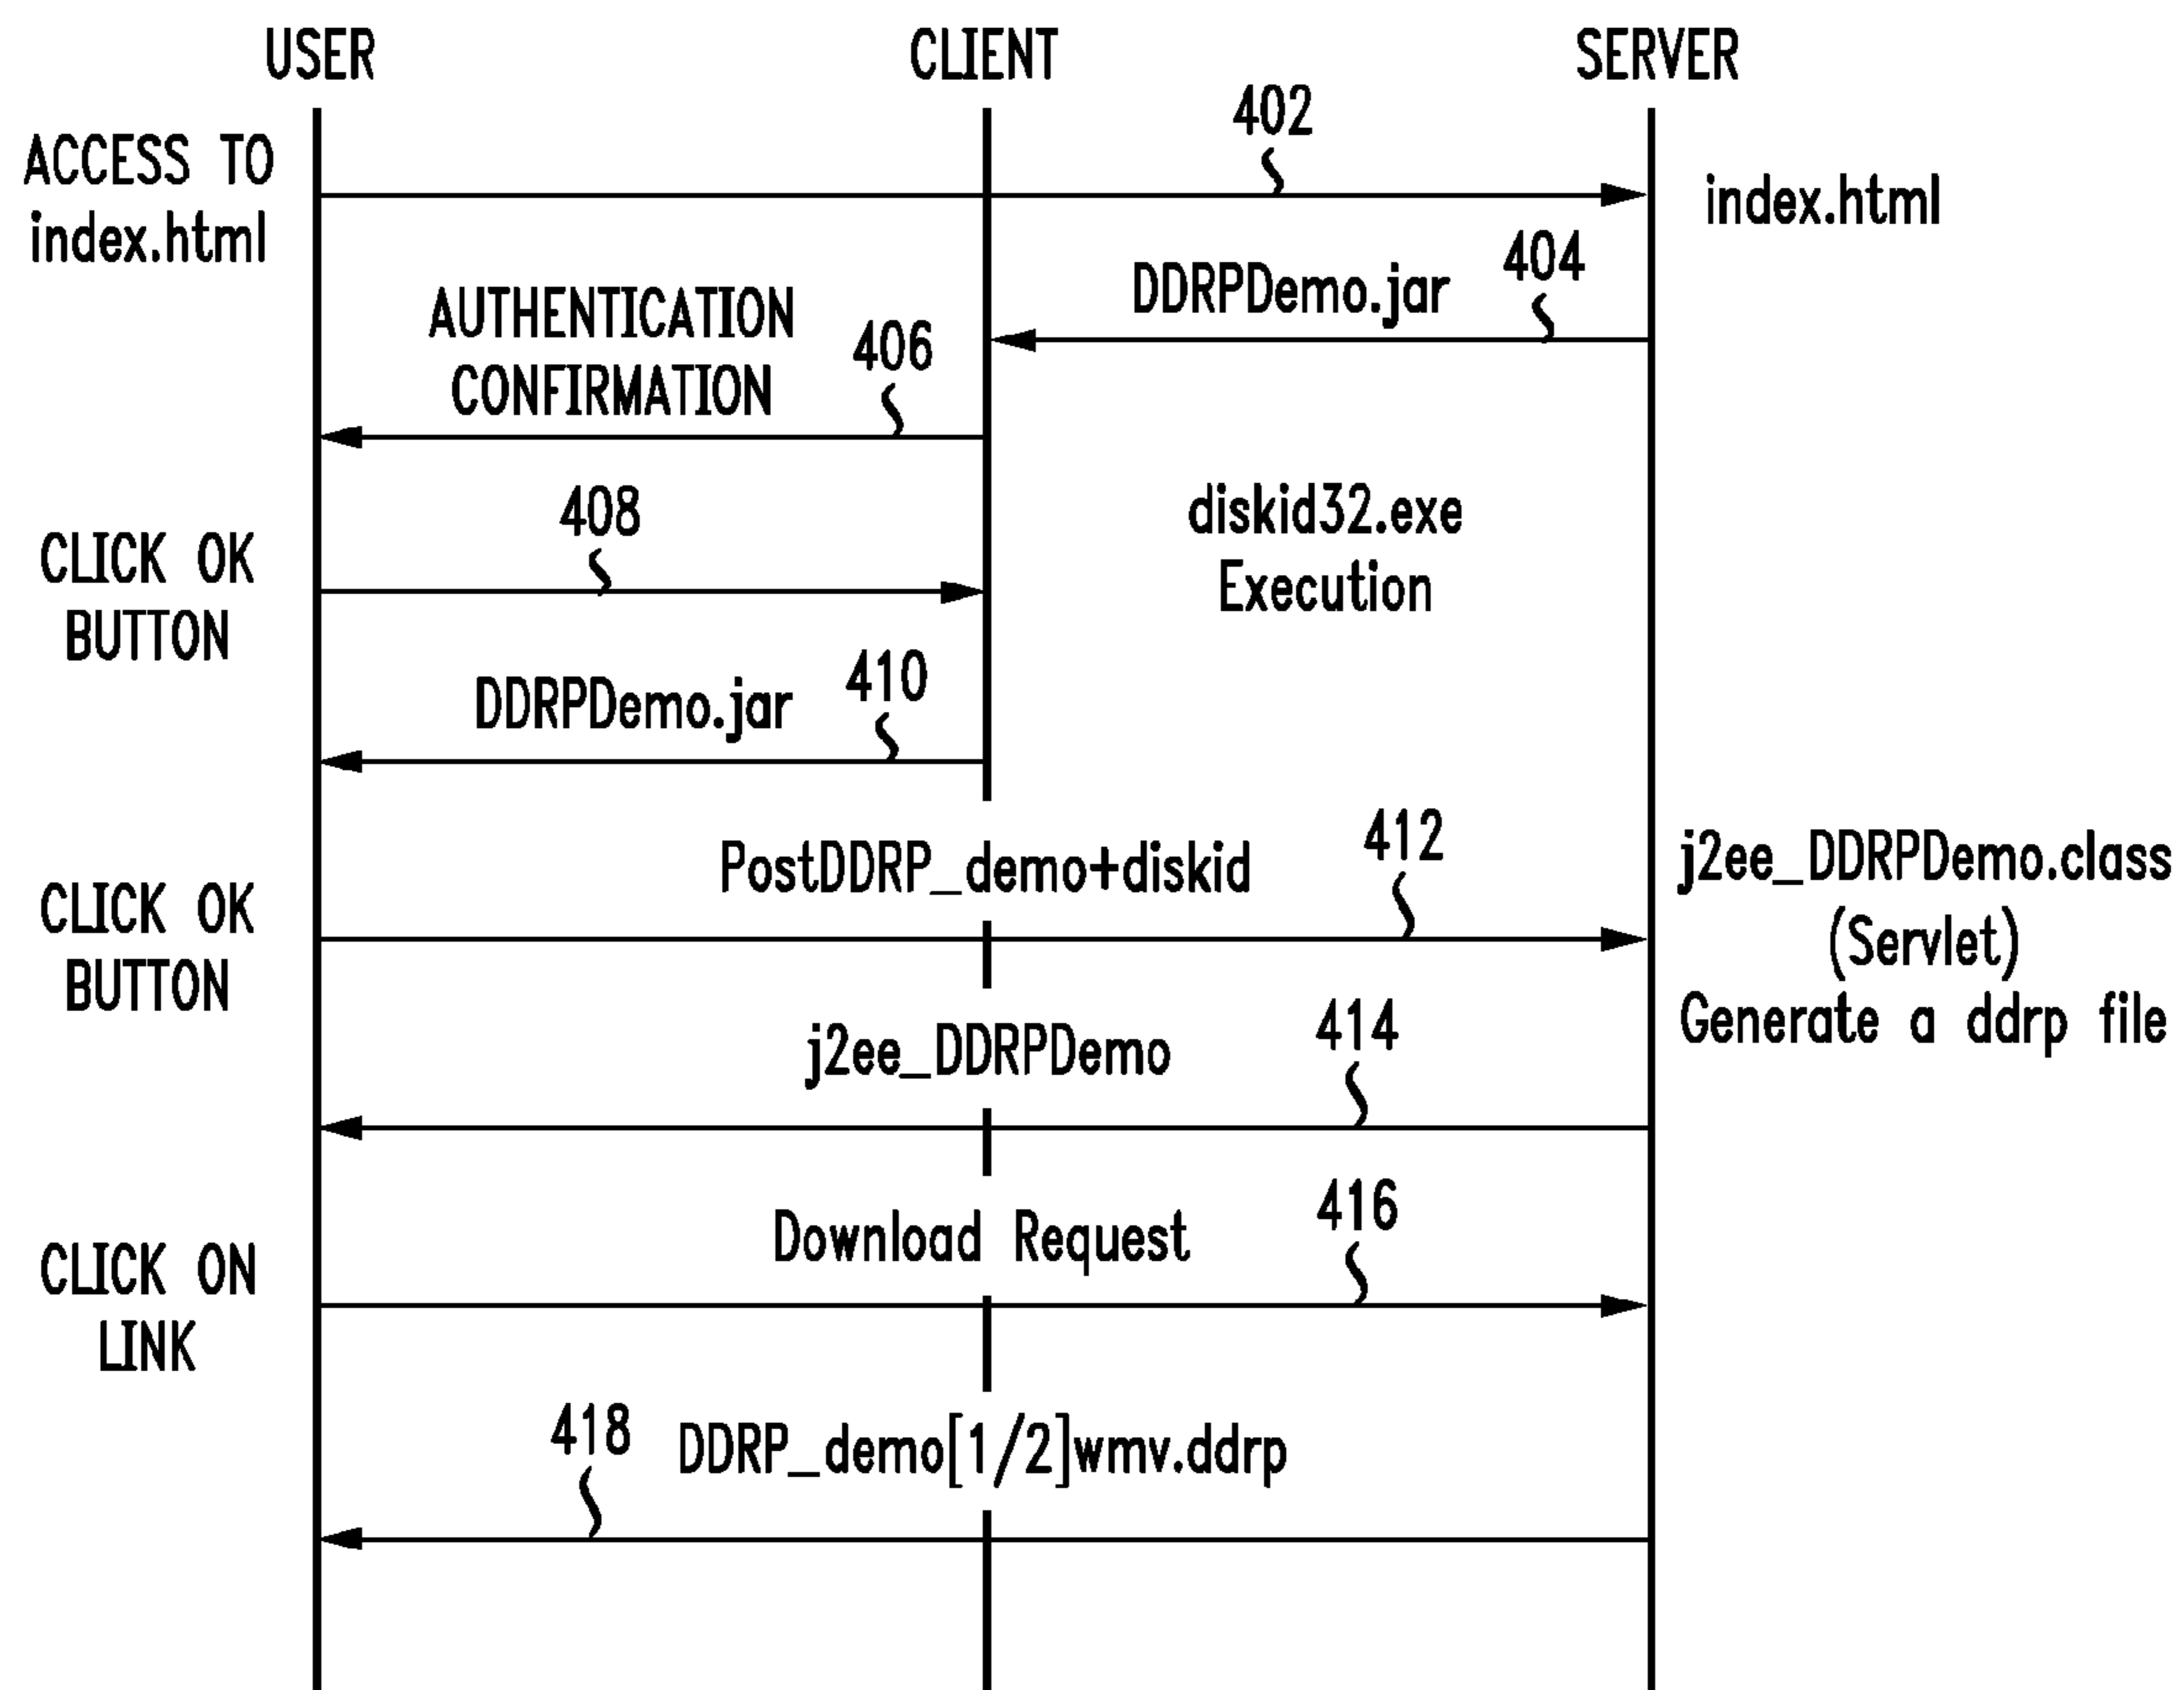 USER
CLIENT
SERVER
402
ACCESS TO
index.html
index.html
404
DDRPDemo.jar
AUTHENTICATION
CONFIRMATION
406
408
diskid32.exe
Execution
CLICK OK
BUTTON
410
DDRPDemo.jar
412
PostDDRP_demo+diskid
j2ee_DDRPDemo.class
(Servlet)
Generate a ddrp file
CLICK OK
BUTTON
414
j2ee_DDRPDemo
416
Download Request
CLICK ON
LINK
418
DDRP_demo[1/2]wmv.ddrp